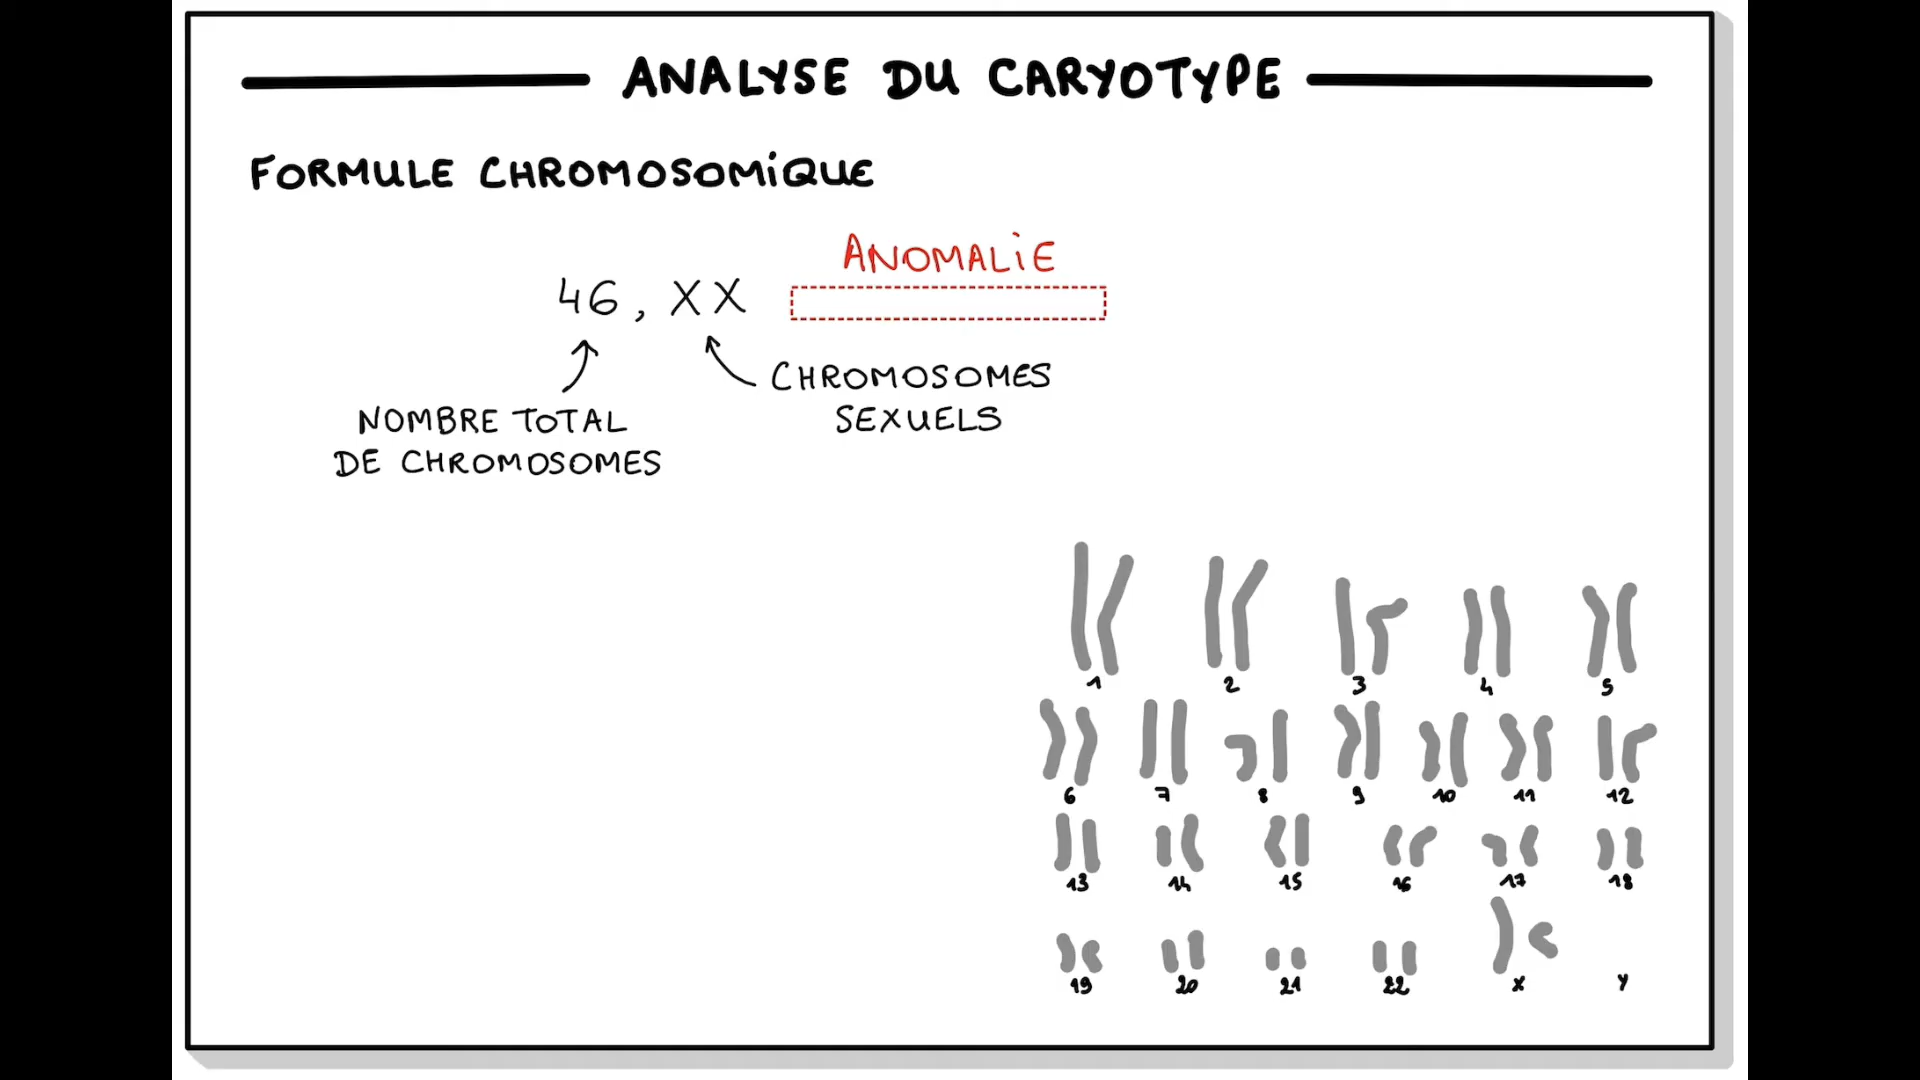 ANALYSE DU CARYOTYPE
FORMULE CHROMOSOMIQUE
ANOMALIE
46, XX
CHROMOSOMES
SEXUELS
NOMBRE TOTAL
DE CHROMOSOMES
1 2 3 4 5
6 7 8 9 10 11 12
13 14 15 16 17 18
19 20 21 22 X Y